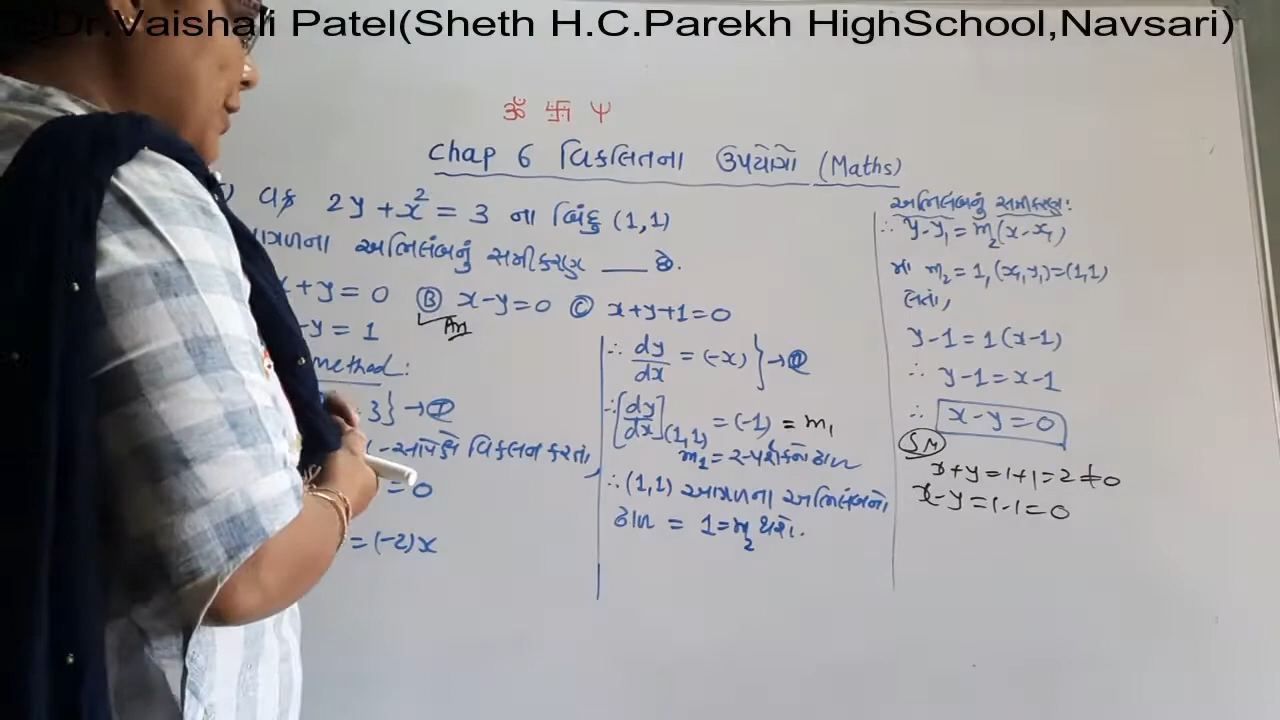 Dr.Vaishali Patel(Sheth H.C.Parekh HighSchool,Navsari)
ॐ 卐
Chap 6 વિકલિતના ઉપયોગો (Maths)
વક્ર 2y + x² = 3 ના બિંદુ (1,1)
આગળના અભિલંબનું સમીકરણ ___ છે.
x+y=0 Ⓑ x-y=0 Ⓒ x+y+1=0
-y = 1 An
method:
3} →
-સાપેક્ષે વિકલન કરતાં,
=0
=(-2)x
∴ dy/dx = (-x) } →
∴ [dy/dx](1,1) = (-1) = m₁
m₁ = સ્પર્શકનો ઢાળ
∴ (1,1) આગળના અભિલંબનો
ઢાળ = 1 = m₂ થશે.
અભિલંબનું સમીકરણ:
∴ y-y₁ = m₂(x-x₁)
માં m₂ = 1, (x₁,y₁)=(1,1)
લેતાં,
y-1=1(x-1)
∴ y-1=x-1
∴ x-y=0
SM
x+y=1+1=2≠0
x-y=1-1=0